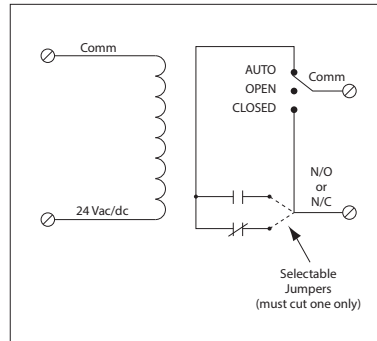 Comm
AUTO
Comm
OPEN
CLOSED
N/O
or
N/C
24 Vac/dc
Selectable
Jumpers
(must cut one only)